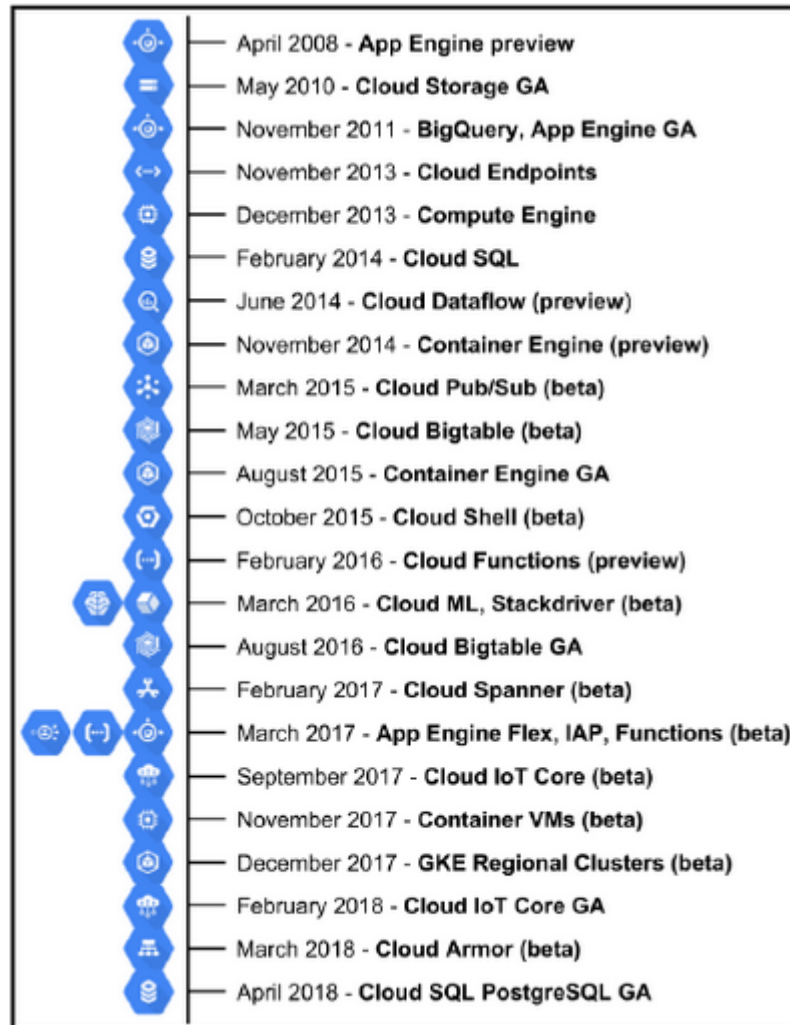 April 2008 - App Engine preview
May 2010 - Cloud Storage GA
November 2011 - BigQuery, App Engine GA
November 2013 - Cloud Endpoints
December 2013 - Compute Engine
February 2014 - Cloud SQL
June 2014 - Cloud Dataflow (preview)
November 2014 - Container Engine (preview)
March 2015 - Cloud Pub/Sub (beta)
May 2015 - Cloud Bigtable (beta)
August 2015 - Container Engine GA
October 2015 - Cloud Shell (beta)
February 2016 - Cloud Functions (preview)
March 2016 - Cloud ML, Stackdriver (beta)
August 2016 - Cloud Bigtable GA
February 2017 - Cloud Spanner (beta)
March 2017 - App Engine Flex, IAP, Functions (beta)
September 2017 - Cloud IoT Core (beta)
November 2017 - Container VMs (beta)
December 2017 - GKE Regional Clusters (beta)
February 2018 - Cloud IoT Core GA
March 2018 - Cloud Armor (beta)
April 2018 - Cloud SQL PostgreSQL GA